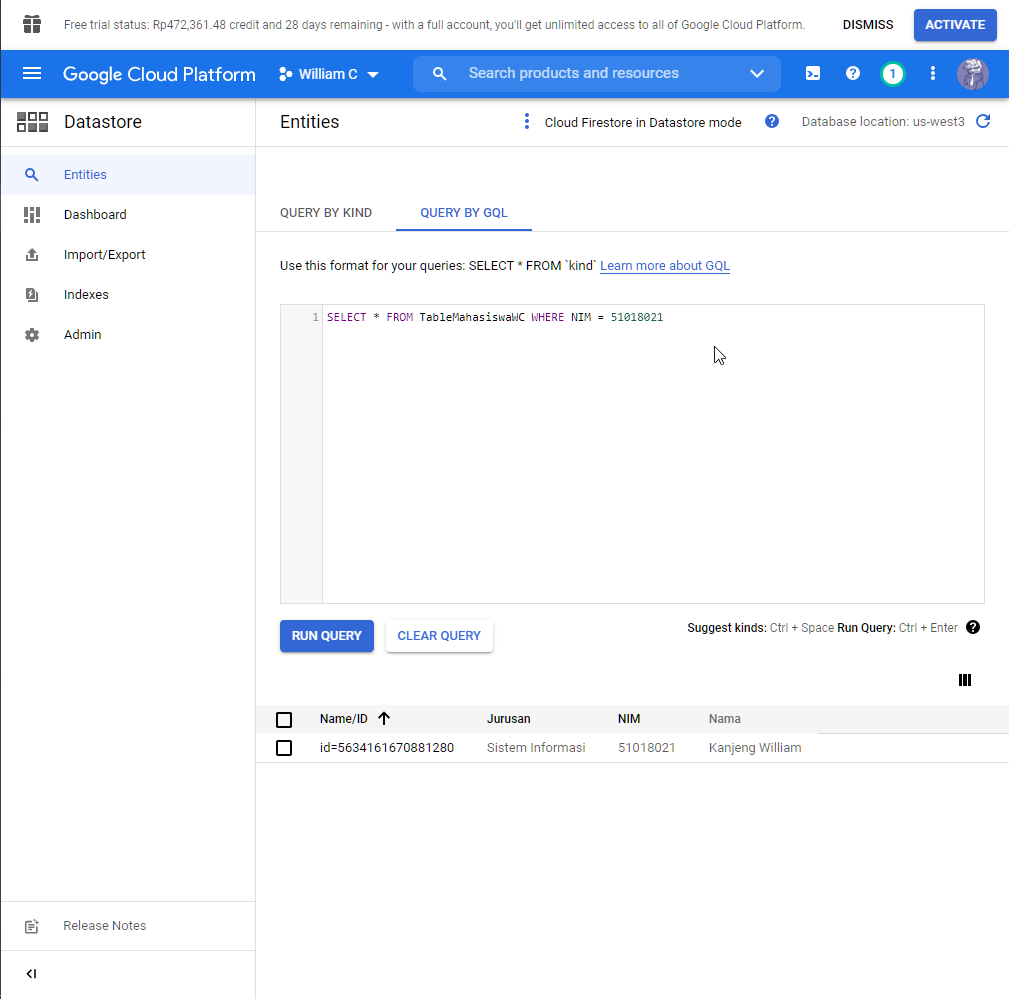 Free trial status: Rp472,361.48 credit and 28 days remaining - with a full account, you'll get unlimited access to all of Google Cloud Platform.
DISMISS
ACTIVATE
Google Cloud Platform
William C
Search products and resources
1
Datastore
Entities
Cloud Firestore in Datastore mode
Database location: us-west3
Entities
Dashboard
Import/Export
Indexes
Admin
QUERY BY KIND
QUERY BY GQL
Use this format for your queries: SELECT * FROM `kind` Learn more about GQL
1 SELECT * FROM TableMahasiswaWC WHERE NIM = 51018021
RUN QUERY
CLEAR QUERY
Suggest kinds: Ctrl + Space Run Query: Ctrl + Enter
Name/ID Jurusan NIM Nama
id=5634161670881280 Sistem Informasi 51018021 Kanjeng William
Release Notes